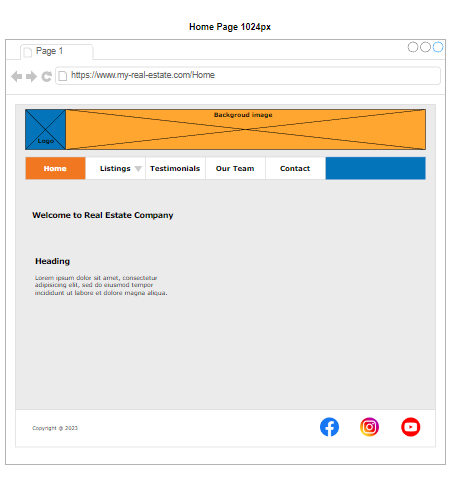 Home Page 1024px
Page 1
https://www.my-real-estate.com/Home
Backgroud image
Logo
Home Listings Testimonials Our Team Contact
Welcome to Real Estate Company
Heading
Lorem ipsum dolor sit amet, consectetur
adipisicing elit, sed do eiusmod tempor
incididunt ut labore et dolore magna aliqua.
Copyright @ 2023